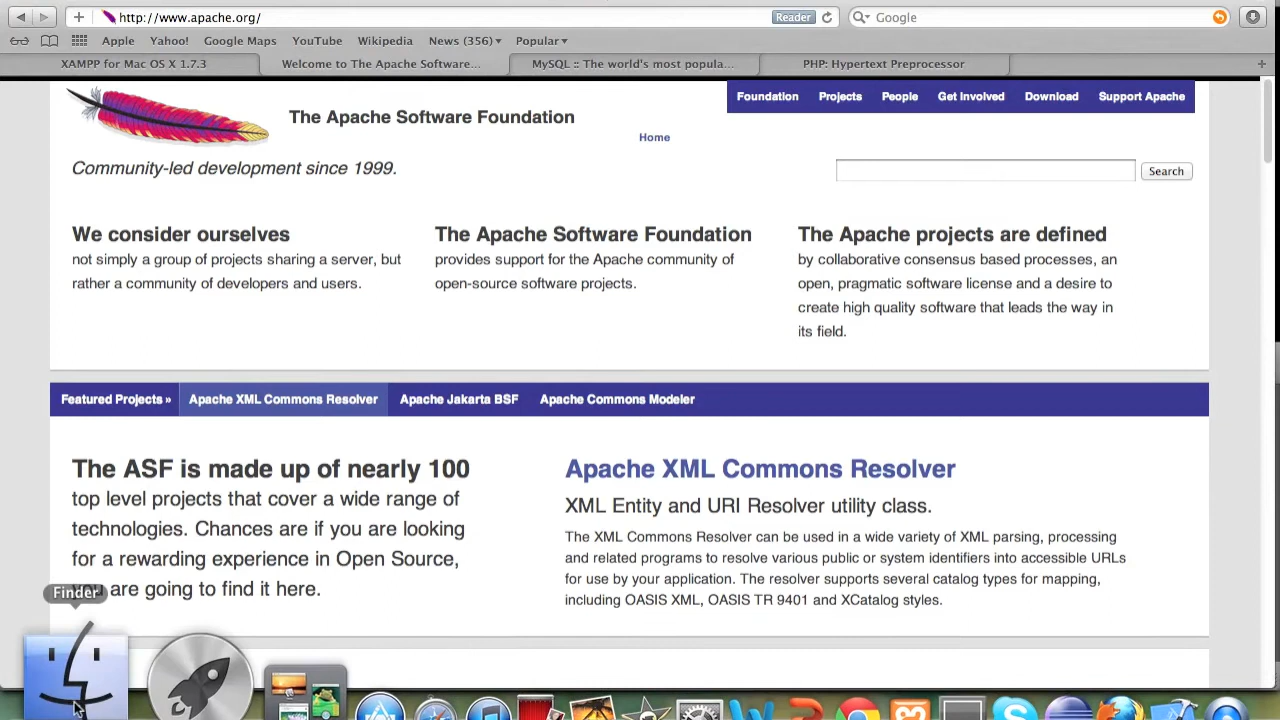 http://www.apache.org/
Reader
Google
Apple Yahoo! Google Maps YouTube Wikipedia News (356) Popular
XAMPP for Mac OS X 1.7.3
Welcome to The Apache Software...
MySQL :: The world's most popula...
PHP: Hypertext Preprocessor
The Apache Software Foundation
Foundation Projects People Get Involved Download Support Apache
Home
Community-led development since 1999.
Search
We consider ourselves
not simply a group of projects sharing a server, but
rather a community of developers and users.
The Apache Software Foundation
provides support for the Apache community of
open-source software projects.
The Apache projects are defined
by collaborative consensus based processes, an
open, pragmatic software license and a desire to
create high quality software that leads the way in
its field.
Featured Projects » Apache XML Commons Resolver Apache Jakarta BSF Apache Commons Modeler
The ASF is made up of nearly 100
top level projects that cover a wide range of
technologies. Chances are if you are looking
for a rewarding experience in Open Source,
are going to find it here.
Apache XML Commons Resolver
XML Entity and URI Resolver utility class.
The XML Commons Resolver can be used in a wide variety of XML parsing, processing
and related programs to resolve various public or system identifiers into accessible URLs
for use by your application. The resolver supports several catalog types for mapping,
including OASIS XML, OASIS TR 9401 and XCatalog styles.
Finder